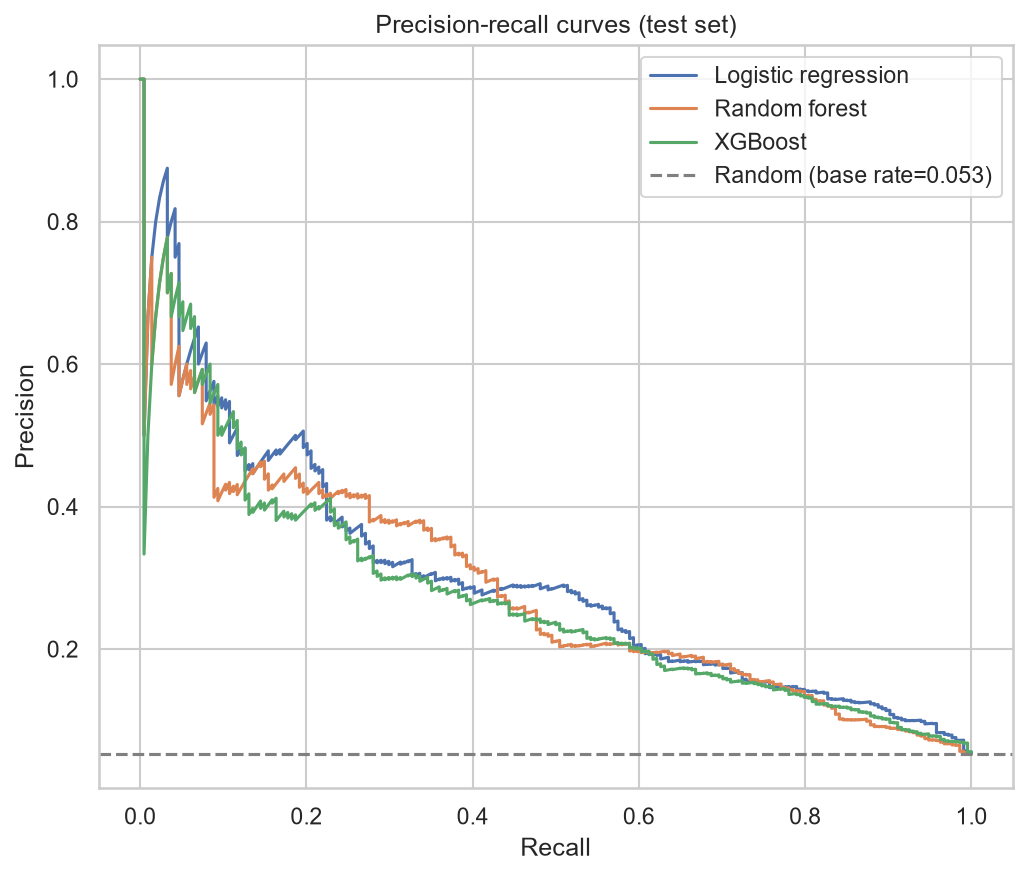 Precision-recall curves (test set)
1.0
0.8
0.6
0.4
0.2
Precision
Logistic regression
Random forest
XGBoost
Random (base rate=0.053)
0.0
0.2
0.4
0.6
0.8
1.0
Recall